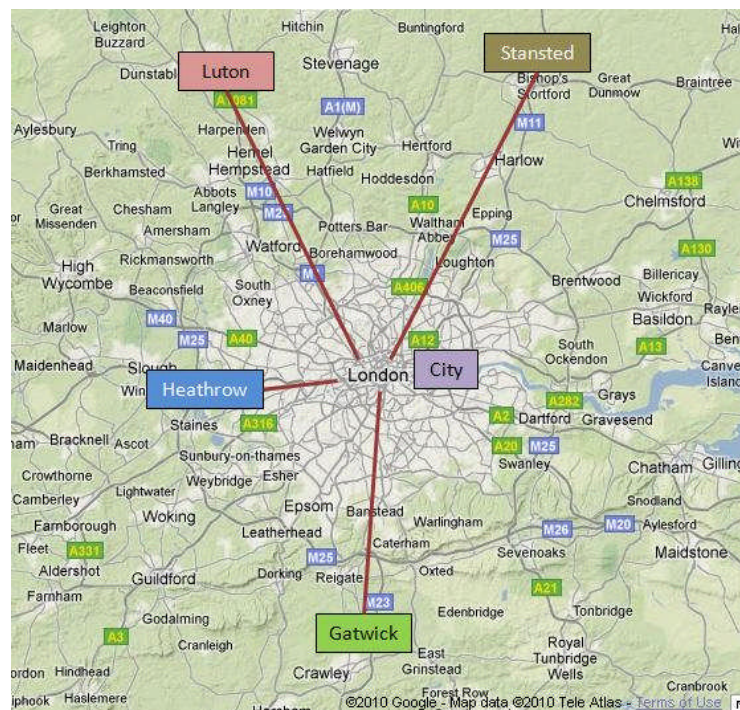 Leighton
Buzzard
Hitchin
Buntingford
Luton
Stansted
Stevenage
Bishop's
Stortford
Great
Dunmow
Braintree
A1081
A1(M)
M11
Aylesbury
Harpenden
Welwyn
Garden City
Hertford
Tring
Hemel
Hempstead
Hatfield
Harlow
Berkhamsted
Hoddesdon
A138
Abbots
Langley
M10
A10
Chelmsford
Great
Missenden
Chesham
Potters Bar
Waltham
Epping
Amersham
Watford
M25
A130
Borehamwood
Loughton
Rickmansworth
High
Wycombe
Beaconsfield
South
Oxney
A406
Brentwood
Billericay
Wickford
Basildon
M40
Marlow
M25
A40
A12
South
Ockendon
A13
Maidenhead
Slough
London
City
Heathrow
Island
A282
Grays
Staines
A316
A2
Dartford
Gravesend
Bracknell
Ascot
Sunbury-on-thames
A20
M25
Swanley
Crowthorne
Weybridge
Esher
Chatham
Camberley
Lightwater
Epsom
Banstead
Snodland
Farnborough
Woking
Leatherhead
Warlingham
M26
M20
Aylesford
Fleet
A331
Caterham
Sevenoaks
Maidstone
Aldershot
M25
Dorking
Reigate
Oxted
Guildford
A21
Farnham
M23
Edenbridge
Tonbridge
Godalming
Gatwick
A3
Cranleigh
East
Grinstead
Royal
Tunbridge
Wells
Hindhead
Crawley
Cranbrook
Haslemere
Forest Row
©2010 Google - Map data ©2010 Tele Atlas - Terms of Use